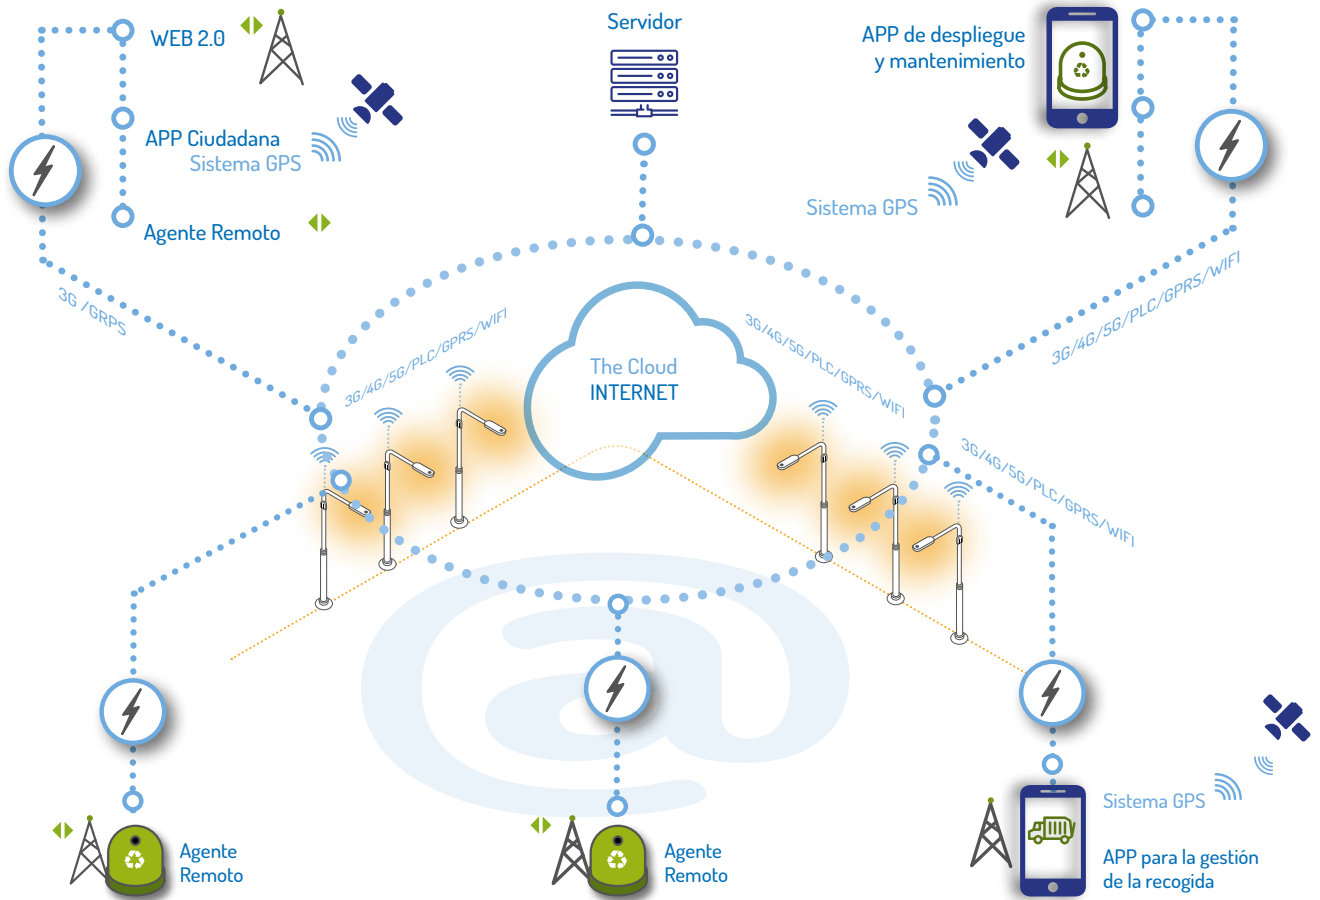 WEB 2.0
APP Ciudadana
Sistema GPS
Agente Remoto
3G /GRPS
Servidor
APP de despliegue
y mantenimiento
Sistema GPS
3G/4G/5G/PLC/GPRS/WIFI
3G/4G/5G/PLC/GPRS/WIFI
The Cloud
INTERNET
3G/4G/5G/PLC/GPRS/WIFI
3G/4G/5G/PLC/GPRS/WIFI
@
Agente
Remoto
Agente
Remoto
Sistema GPS
APP para la gestión
de la recogida